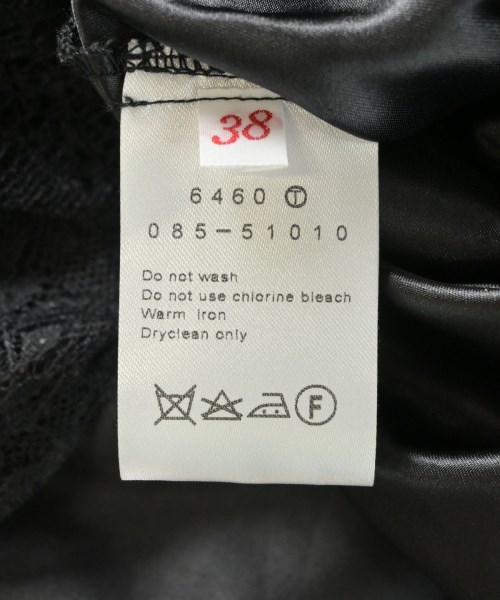 38
6460 Ⓣ
085-51010
Do not wash
Do not use chlorine bleach
Warm iron
Dryclean only
F